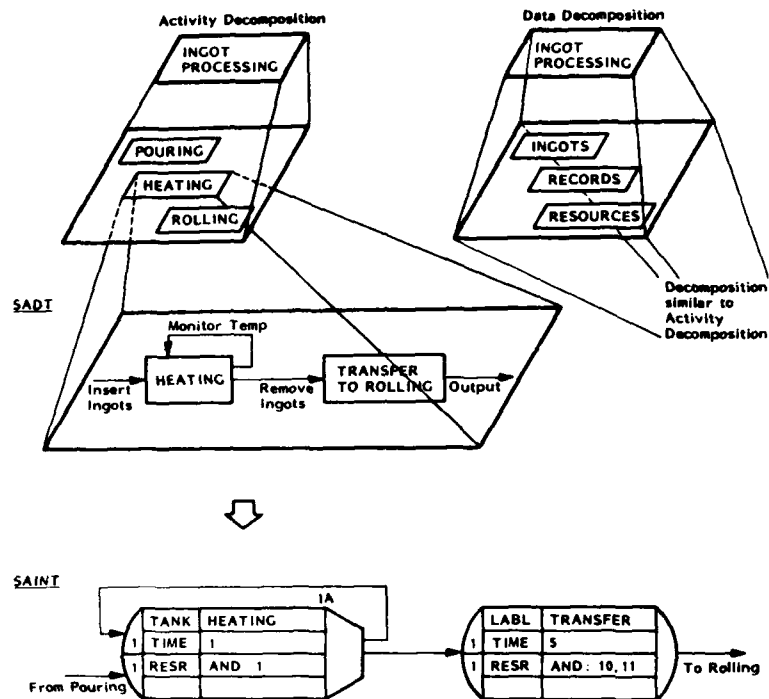 Activity Decomposition
Data Decomposition
INGOT
PROCESSING
INGOT
PROCESSING
POURING
HEATING
ROLLING
INGOTS
RECORDS
RESOURCES
Decomposition
similar to
Activity
Decomposition
SADT
Monitor Temp
HEATING
TRANSFER
TO ROLLING
Insert
Ingots
Remove
Ingots
Output
SAINT
IA
TANK HEATING
1 TIME 1
1 RESR AND 1
From Pouring
LABL TRANSFER
1 TIME 5
1 RESR AND: 10, 11
To Rolling